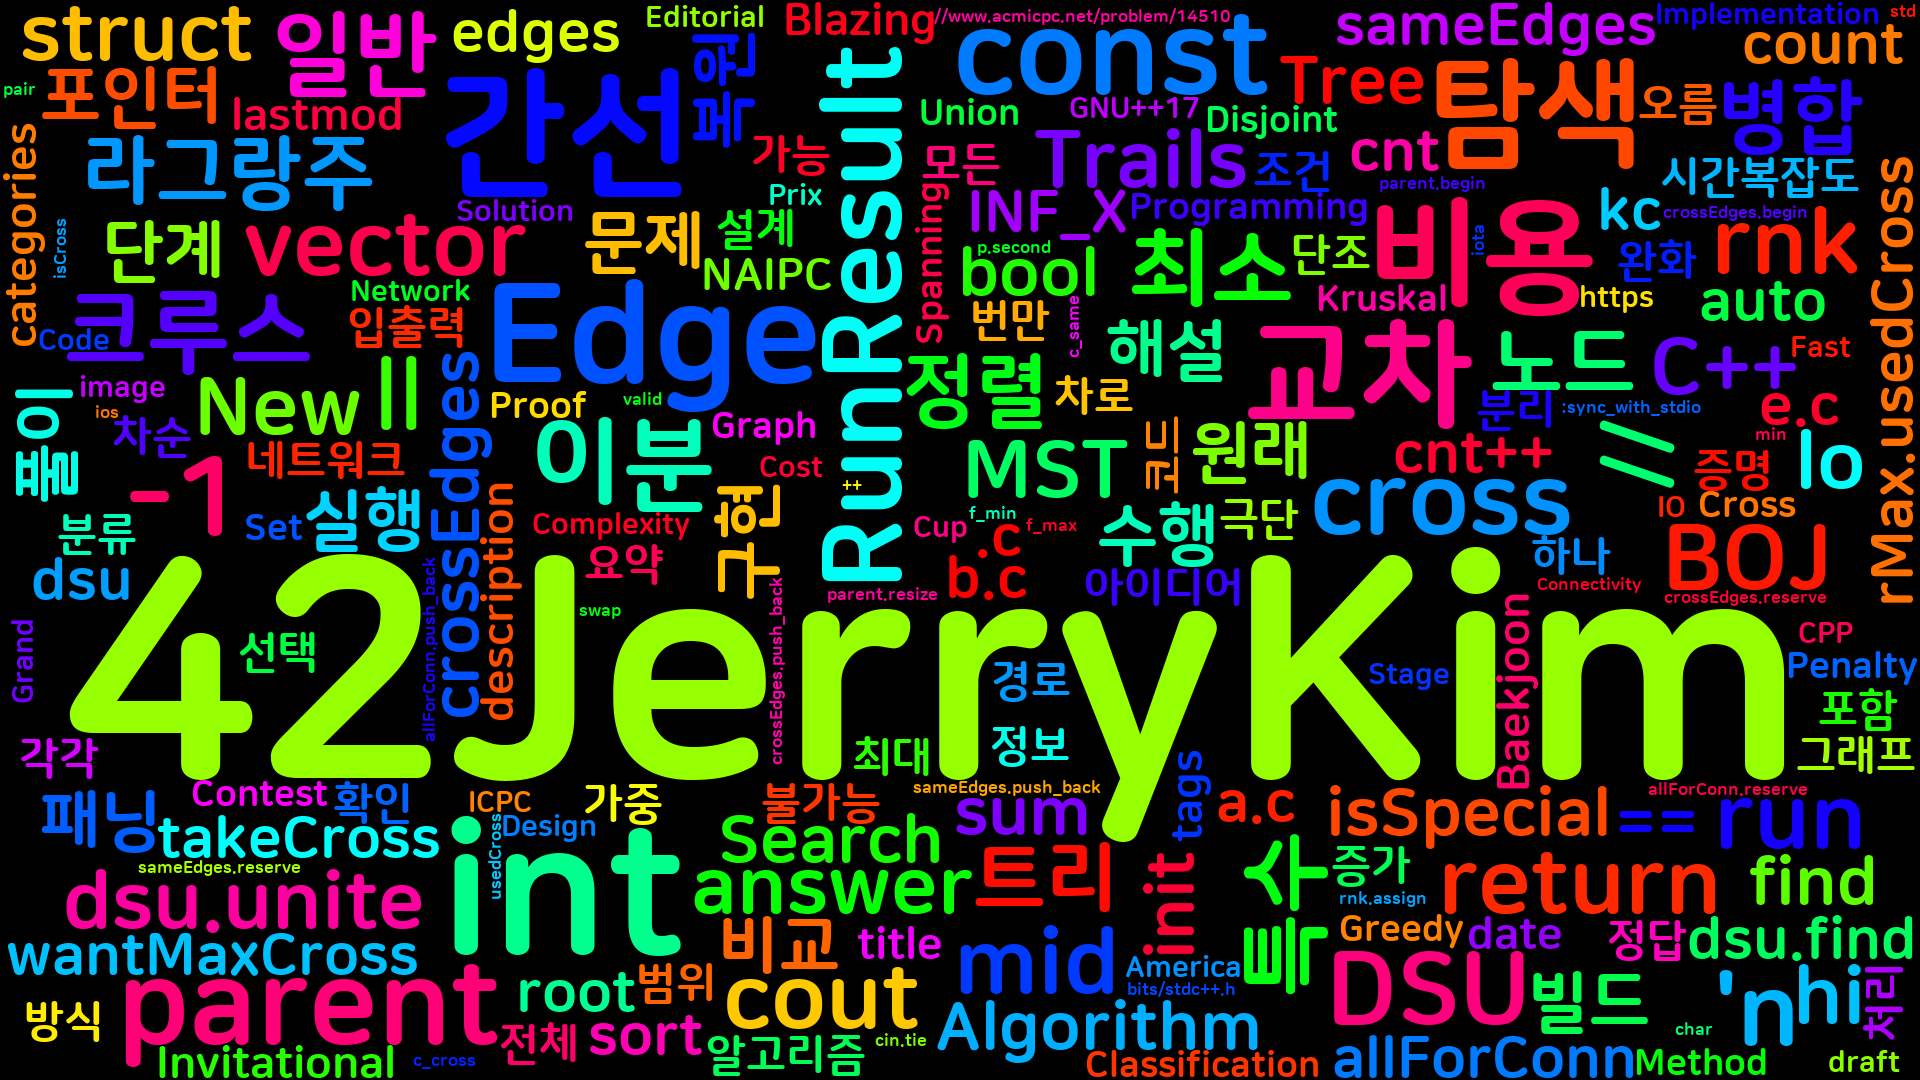 struct
일반
edges
Editorial
Blazing
//www.acmicpc.net/problem/14510
const
sameEdges
Implementation
std
count
pair
포인터
lastmod
간선
RunResult
Union
GNU++17
Disjoint
Tree
탐색
오름
병합
categories
라그랑주
가능
모든
Trails
조건
cnt
시간복잡도
isCross
단계
vector
Solution
문제
설계
Prix
NAIPC
Spanning
INF_X
Programming
parent.begin
비용
kc
crossEdges.begin
rnk
p.second
bool
최소
단조
iota
완화
rMax.usedCross
크루스
Code
Network
입출력
Edge
번만
c_same
해설
Kruskal
교차
https
auto
노드
C++
Fast
image
ios
차순
New
||
crossEdges
Proof
valid
Graph
정렬
차로
분리
:sync_with_stdio
e.c
min
네트워크
-1
이분
Cost
++
MST
코드
원래
cnt++
증명
lo
분류
Set
실행
description
Complexity
요약
구현
Cup
f_min
f_max
.c
수행
극단
cross
IO
Cross
dsu
allForConn.push_back
swap
crossEdges.push_back
parent.resize
b.c
아이디어
하나
Connectivity
BOJ
crossEdges.reserve
42JerryKim
Grand
선택
경로
Stage
Baekjoon
CPP
Penalty
포함
각각
최대
정보
tags
그래프
Contest
확인
ICPC
가중
불가능
sameEdges.push_back
allForConn.reserve
패닝
takeCross
Design
usedCross
int
Search
sum
a.c
isSpecial
==
run
sameEdges.reserve
dsu.unite
answer
트리
init
증가
rnk.assign
return
find
wantMaxCross
비교
title
mid
America
bits/stdc++.h
Greedy
date
정답
dsu.find
방식
parent
root
범위
cout
Algorithm
DSU
빌드
'n
hi
처리
Invitational
c_cross
전체
sort
알고리즘
cin.tie
Classification
allForConn
char
Method
draft